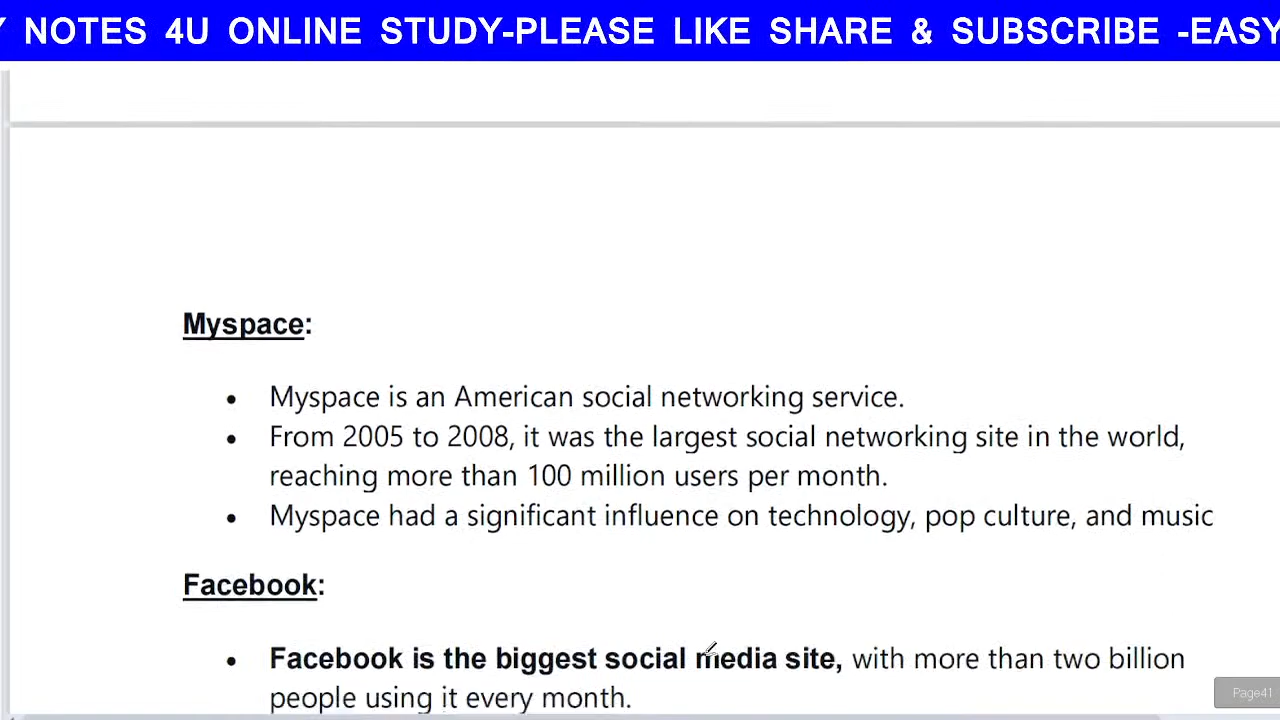 Y NOTES 4U ONLINE STUDY-PLEASE LIKE SHARE & SUBSCRIBE -EASY
Myspace:
• Myspace is an American social networking service.
• From 2005 to 2008, it was the largest social networking site in the world,
reaching more than 100 million users per month.
• Myspace had a significant influence on technology, pop culture, and music
Facebook:
• Facebook is the biggest social media site, with more than two billion
people using it every month.
Page41